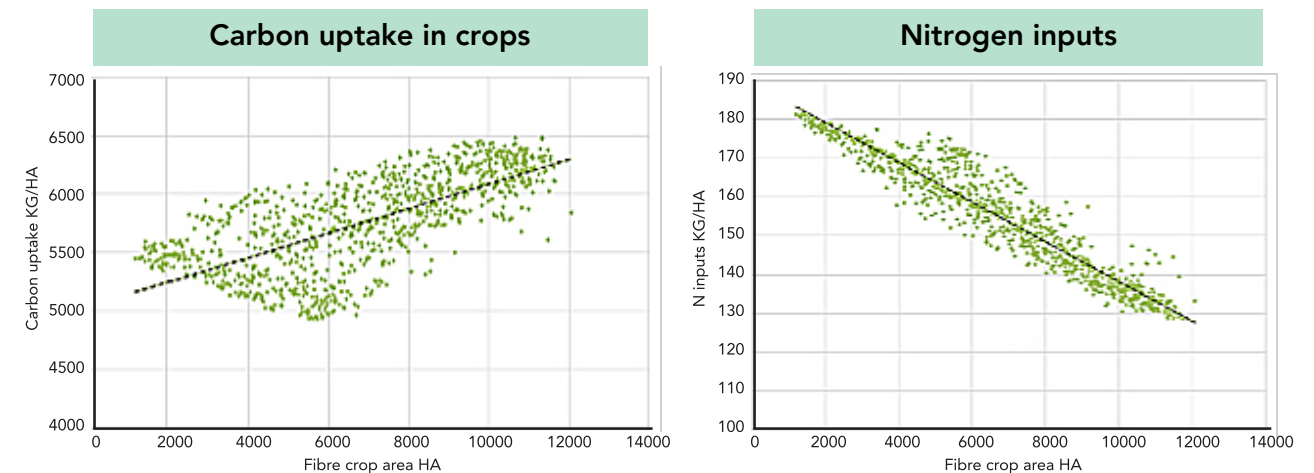 Carbon uptake in crops
Carbon uptake KG/HA
7000
6500
6000
5500
5000
4500
4000
0 2000 4000 6000 8000 10000 12000 14000
Fibre crop area HA
Nitrogen inputs
N inputs KG/HA
190
180
170
160
150
140
130
120
110
100
0 2000 4000 6000 8000 10000 12000 14000
Fibre crop area HA